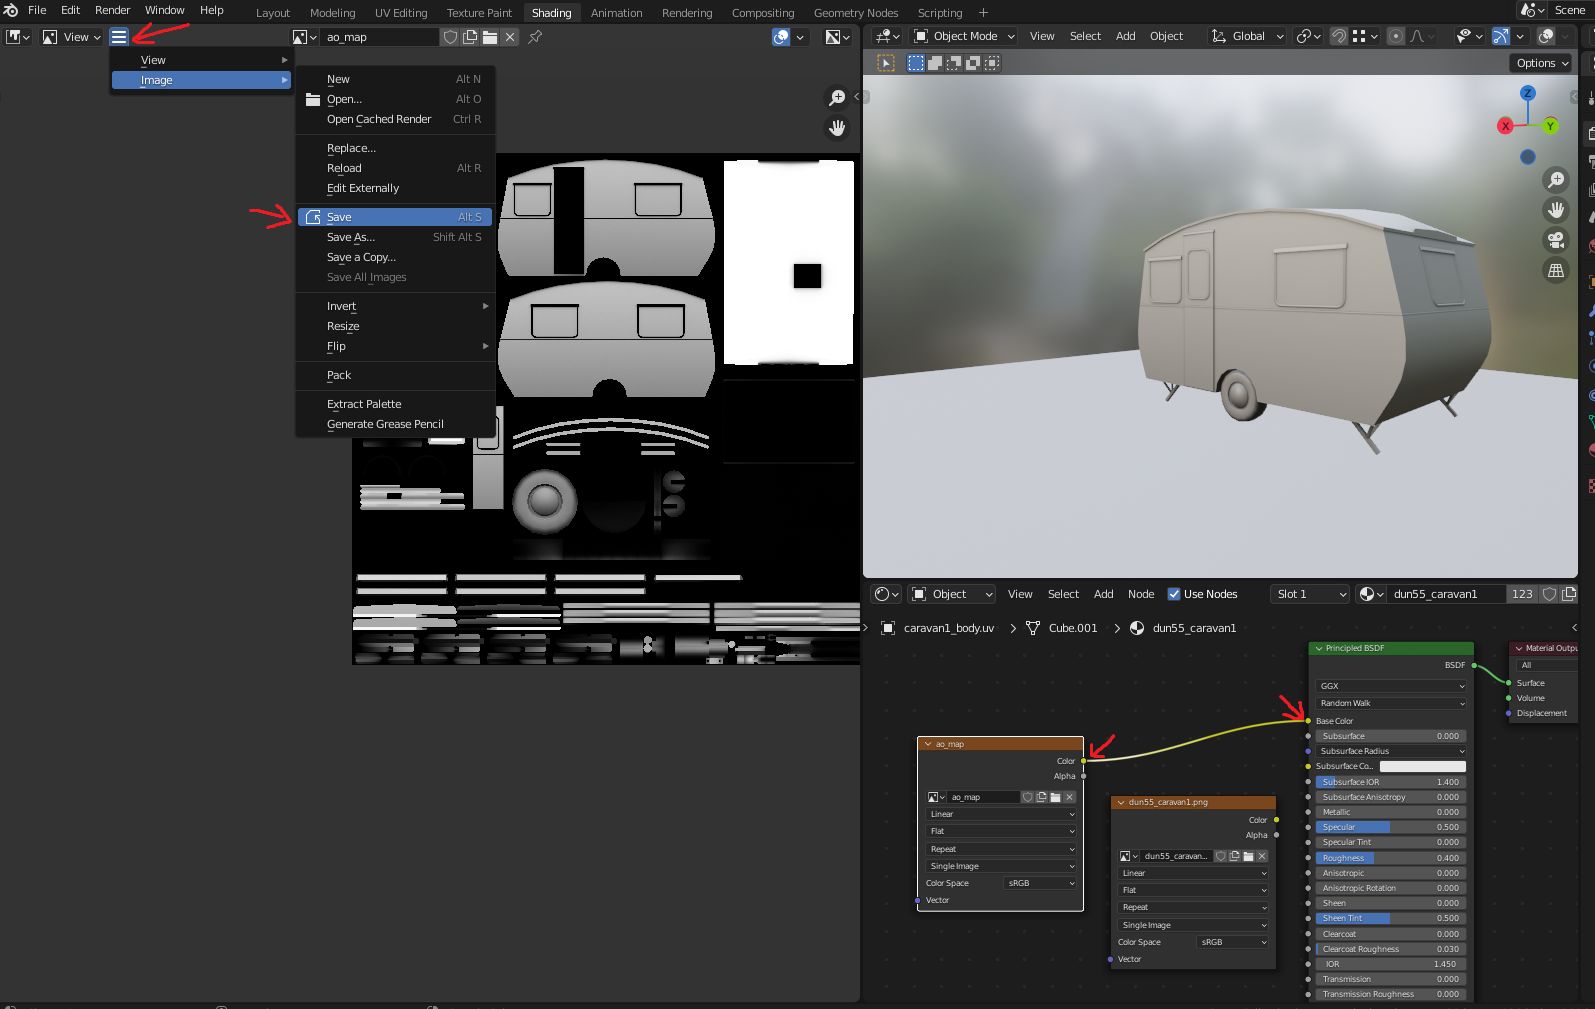 File Edit Render Window Help Layout Modeling UV Editing Texture Paint Shading Animation Rendering Compositing Geometry Nodes Scripting + Scene
View ao_map
View
Image
New Alt N
Open... Alt O
Open Cached Render Ctrl R
Replace...
Reload Alt R
Edit Externally
Save Alt S
Save As... Shift Alt S
Save a Copy...
Save All Images
Invert
Resize
Flip
Pack
Extract Palette
Generate Grease Pencil
Object Mode View Select Add Object Global
Options
Z
X
Y
Object View Select Add Node Use Nodes Slot 1 dun55_caravan1 123
caravan1_body.uv > Cube.001 > dun55_caravan1
ao_map
Color
Alpha
ao_map
Linear
Flat
Repeat
Single Image
Color Space sRGB
Vector
dun55_caravan1.png
Color
Alpha
dun55_caravan...
Linear
Flat
Repeat
Single Image
Color Space sRGB
Vector
Principled BSDF
BSDF
GGX
Random Walk
Base Color
Subsurface 0.000
Subsurface Radius
Subsurface Co...
Subsurface IOR 1.400
Subsurface Anisotropy 0.000
Metallic 0.000
Specular 0.500
Specular Tint 0.000
Roughness 0.400
Anisotropic 0.000
Anisotropic Rotation 0.000
Sheen 0.000
Sheen Tint 0.500
Clearcoat 0.000
Clearcoat Roughness 0.030
IOR 1.450
Transmission 0.000
Transmission Roughness 0.000
Material Outpu
All
Surface
Volume
Displacement